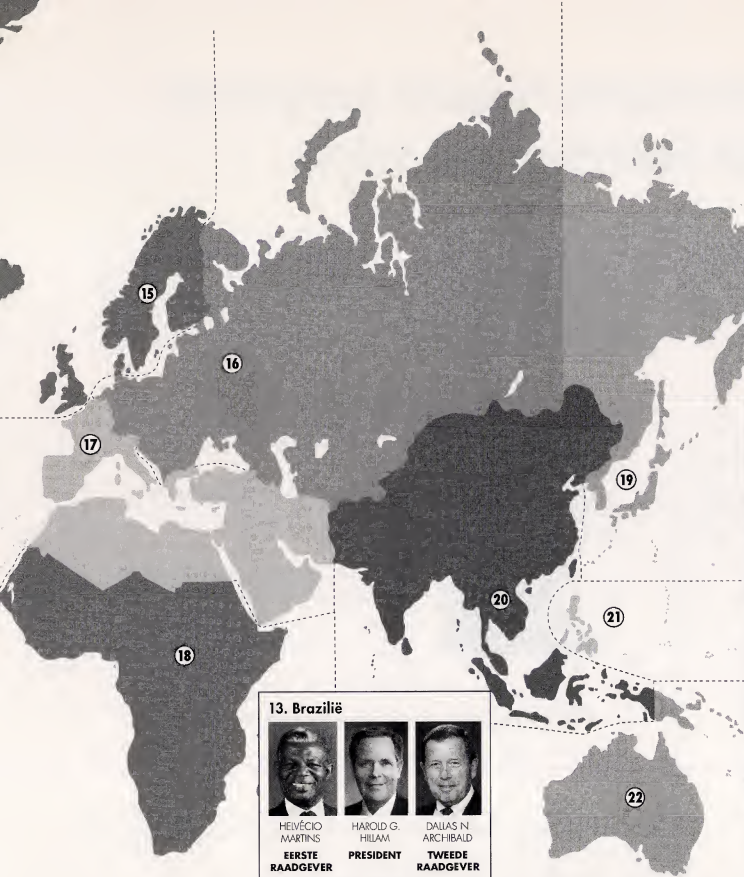 15
16
17
19
20
21
18
13. Brazilië
HELVÉCIO MARTINS
EERSTE RAADGEVER
HAROLD G. HILLAM
PRESIDENT
DALLAS N. ARCHIBALD
TWEEDE RAADGEVER
22